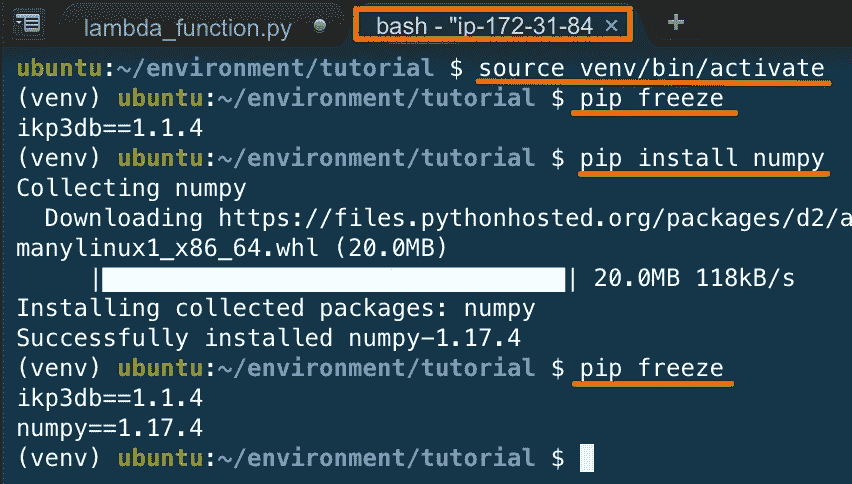 lambda_function.py
bash - "ip-172-31-84 ×
ubuntu:~/environment/tutorial $ source venv/bin/activate
(venv) ubuntu:~/environment/tutorial $ pip freeze
ikp3db==1.1.4
(venv) ubuntu:~/environment/tutorial $ pip install numpy
Collecting numpy
  Downloading https://files.pythonhosted.org/packages/d2/a
manylinux1_x86_64.whl (20.0MB)
|████████████████████████████████| 20.0MB 118kB/s
Installing collected packages: numpy
Successfully installed numpy-1.17.4
(venv) ubuntu:~/environment/tutorial $ pip freeze
ikp3db==1.1.4
numpy==1.17.4
(venv) ubuntu:~/environment/tutorial $